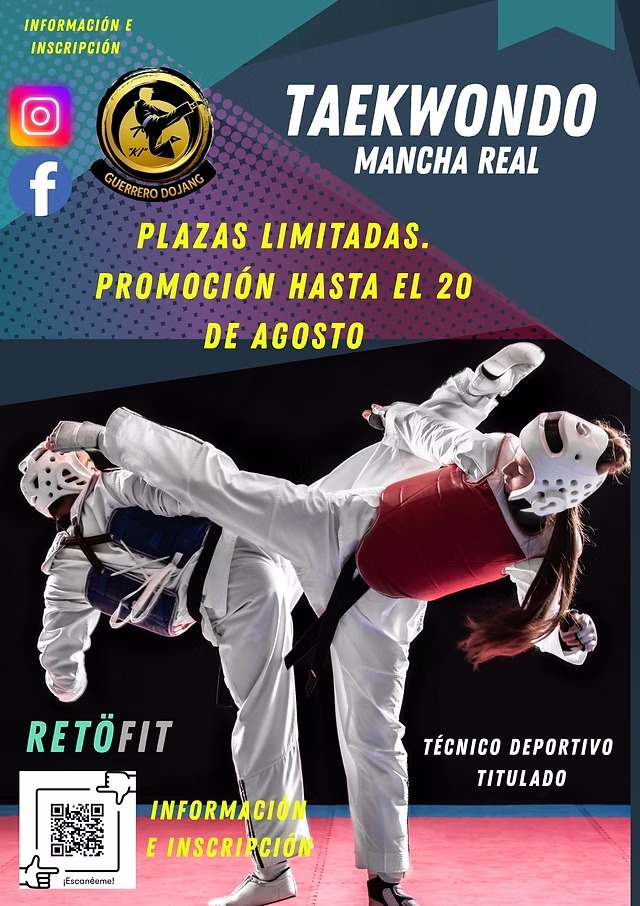 INFORMACIÓN E
INSCRIPCIÓN
"KI"
GUERRERO DOJANG
TAEKWONDO
MANCHA REAL
PLAZAS LIMITADAS.
PROMOCIÓN HASTA EL 20
DE AGOSTO
RETÖFIT
TÉCNICO DEPORTIVO
TITULADO
INFORMACIÓN
E INSCRIPCIÓN
¡Escanéeme!